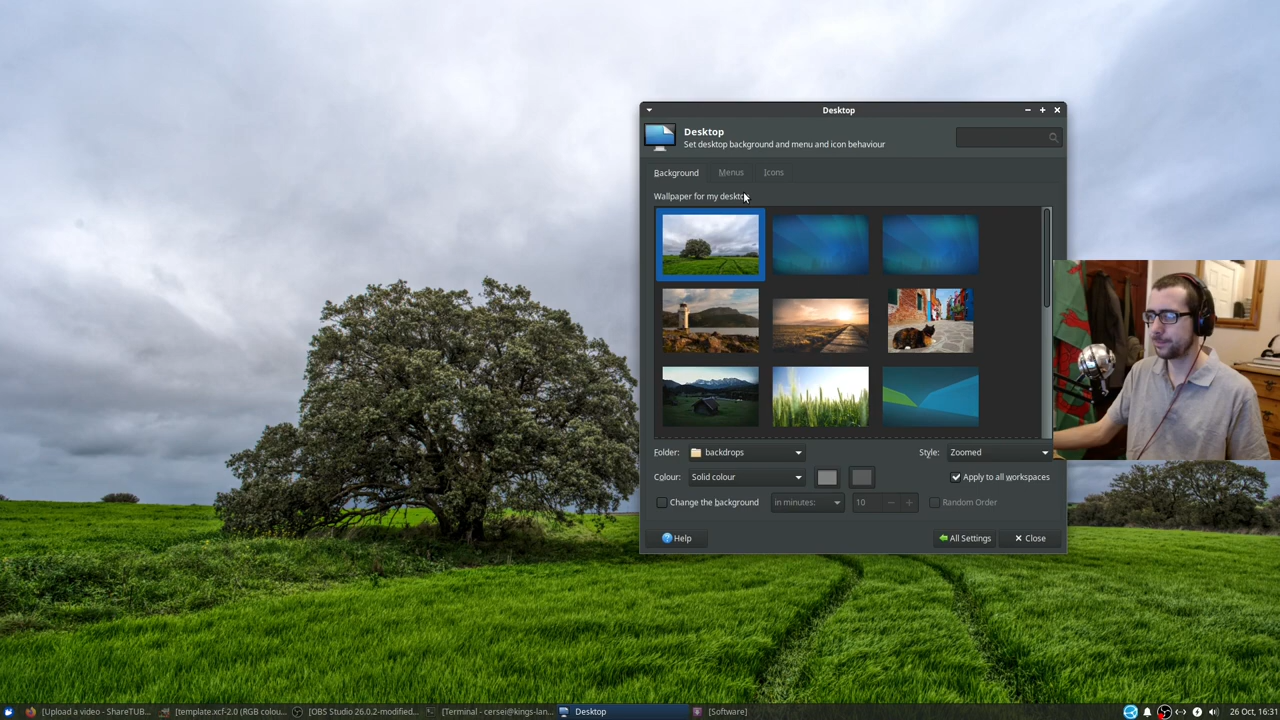 Desktop
Desktop
Set desktop background and menu and icon behaviour
Background Menus Icons
Wallpaper for my desktop
Folder: backdrops Style: Zoomed
Colour: Solid colour Apply to all workspaces
Change the background in minutes: 10 Random Order
Help All Settings Close
[Upload a video - ShareTUB... [template.xcf-2.0 (RGB colou... [OBS Studio 26.0.2-modified... [Terminal - cersei@kings-lan... Desktop [Software] 26 Oct, 16:31